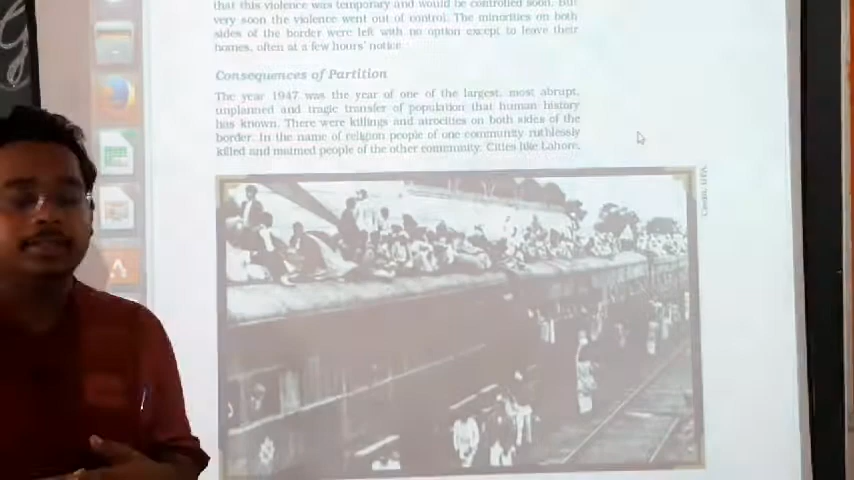 that this violence was temporary and would be controlled soon. But
very soon the violence went out of control. The minorities on both
sides of the border were left with no option except to leave their
homes, often at a few hours' notice.
Consequences of Partition
The year 1947 was the year of one of the largest, most abrupt,
unplanned and tragic transfer of population that human history
has known. There were killings and atrocities on both sides of the
border. In the name of religion people of one community ruthlessly
killed and maimed people of the other community. Cities like Lahore,